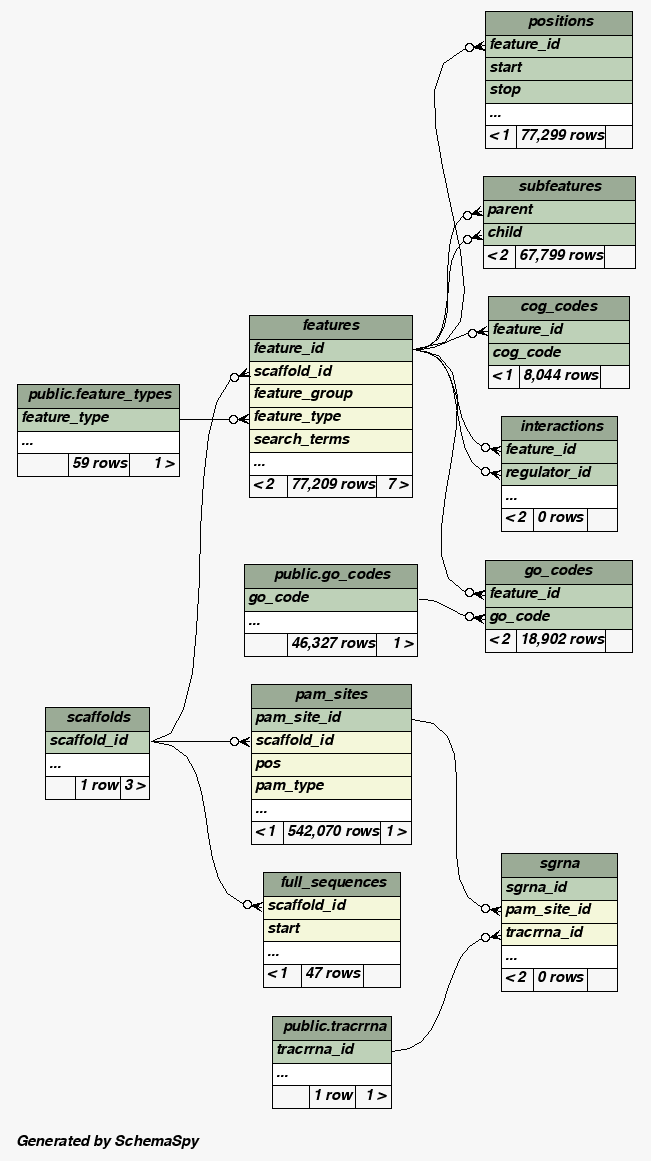 positions
feature_id
start
stop
...
< 1 77,299 rows
subfeatures
parent
child
< 2 67,799 rows
cog_codes
feature_id
cog_code
< 1 8,044 rows
interactions
feature_id
regulator_id
...
< 2 0 rows
features
feature_id
scaffold_id
feature_group
feature_type
search_terms
...
< 2 77,209 rows 7 >
public.feature_types
feature_type
...
59 rows 1 >
public.go_codes
go_code
...
46,327 rows 1 >
go_codes
feature_id
go_code
< 2 18,902 rows
scaffolds
scaffold_id
...
1 row 3 >
pam_sites
pam_site_id
scaffold_id
pos
pam_type
...
< 1 542,070 rows 1 >
full_sequences
scaffold_id
start
...
< 1 47 rows
sgrna
sgrna_id
pam_site_id
tracrrna_id
...
< 2 0 rows
public.tracrrna
tracrrna_id
...
1 row 1 >
Generated by SchemaSpy